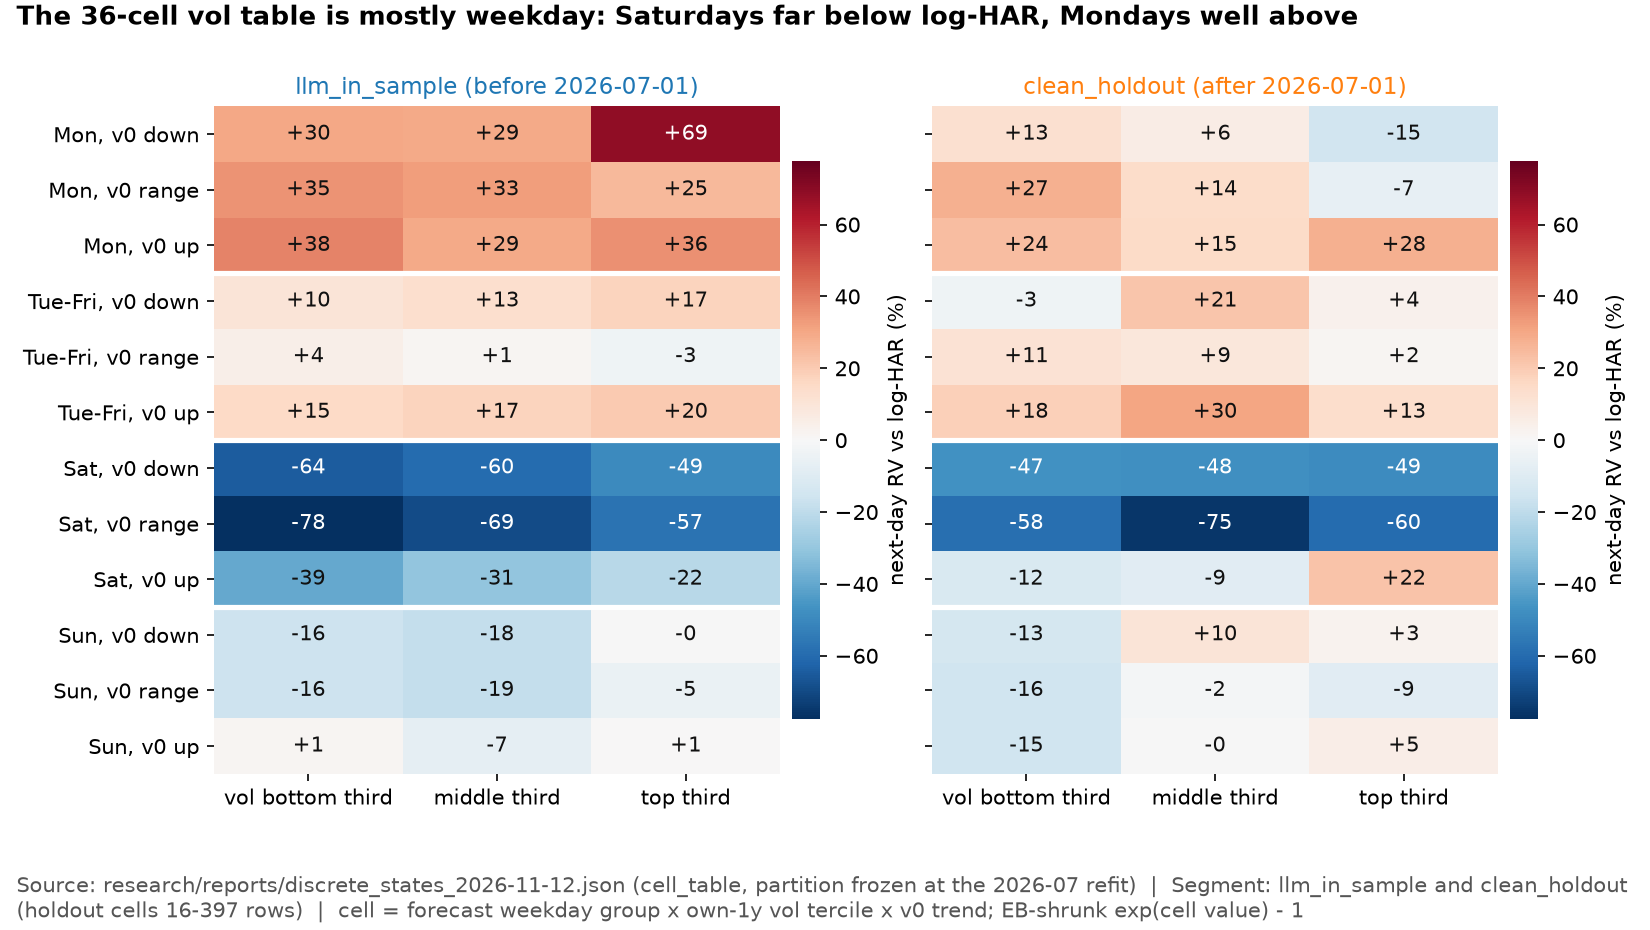 The 36-cell vol table is mostly weekday: Saturdays far below log-HAR, Mondays well above
llm_in_sample (before 2026-07-01)
Mon, v0 down +30 +29 +69
Mon, v0 range +35 +33 +25
Mon, v0 up +38 +29 +36
Tue-Fri, v0 down +10 +13 +17
Tue-Fri, v0 range +4 +1 -3
Tue-Fri, v0 up +15 +17 +20
Sat, v0 down -64 -60 -49
Sat, v0 range -78 -69 -57
Sat, v0 up -39 -31 -22
Sun, v0 down -16 -18 -0
Sun, v0 range -16 -19 -5
Sun, v0 up +1 -7 +1
vol bottom third middle third top third
60
40
20
0
−20
−40
−60
next-day RV vs log-HAR (%)
clean_holdout (after 2026-07-01)
+13 +6 -15
+27 +14 -7
+24 +15 +28
-3 +21 +4
+11 +9 +2
+18 +30 +13
-47 -48 -49
-58 -75 -60
-12 -9 +22
-13 +10 +3
-16 -2 -9
-15 -0 +5
vol bottom third middle third top third
60
40
20
0
−20
−40
−60
next-day RV vs log-HAR (%)
Source: research/reports/discrete_states_2026-11-12.json (cell_table, partition frozen at the 2026-07 refit) | Segment: llm_in_sample and clean_holdout
(holdout cells 16-397 rows) | cell = forecast weekday group x own-1y vol tercile x v0 trend; EB-shrunk exp(cell value) - 1